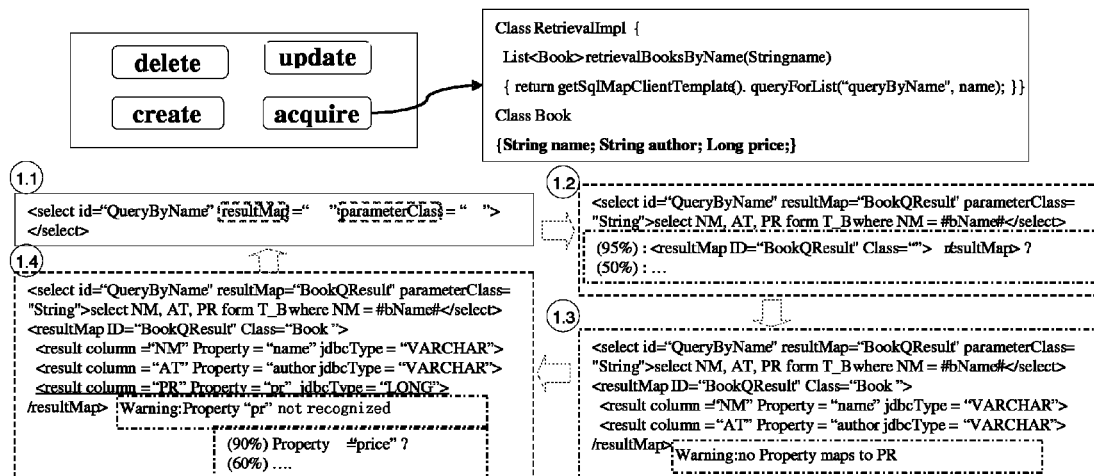 delete
update
create
acquire
Class RetrievalImpl {
List<Book>retrievalBooksByName(Stringname)
{ return getSqlMapClientTemplate(). queryForList("queryByName", name); }}
Class Book
{String name; String author; Long price;}
1.1
<select id="QueryByName" resultMap=" " parameterClass = " ">
</select>
1.2
<select id="QueryByName" resultMap="BookQResult" parameterClass=
"String">select NM, AT, PR form T_B where NM = #bName#</select>
(95%) : <resultMap ID="BookQResult" Class=""> resultMap> ?
(50%) : …
1.4
<select id="QueryByName" resultMap="BookQResult" parameterClass=
"String">select NM, AT, PR form T_B where NM = #bName#</select>
<resultMap ID="BookQResult" Class="Book ">
<result column ="NM" Property = "name" jdbcType = "VARCHAR">
<result column ="AT" Property = "author jdbcType = "VARCHAR">
<result column = "PR" Property = "pr" jdbcType = "LONG">
/resultMap>
Warning:Property "pr" not recognized
(90%) Property ="price" ?
(60%) ….
1.3
<select id="QueryByName" resultMap="BookQResult" parameterClass=
"String">select NM, AT, PR form T_B where NM = #bName#</select>
<resultMap ID="BookQResult" Class="Book ">
<result column ="NM" Property = "name" jdbcType = "VARCHAR">
<result column ="AT" Property = "author jdbcType = "VARCHAR">
/resultMap>
Warning:no Property maps to PR